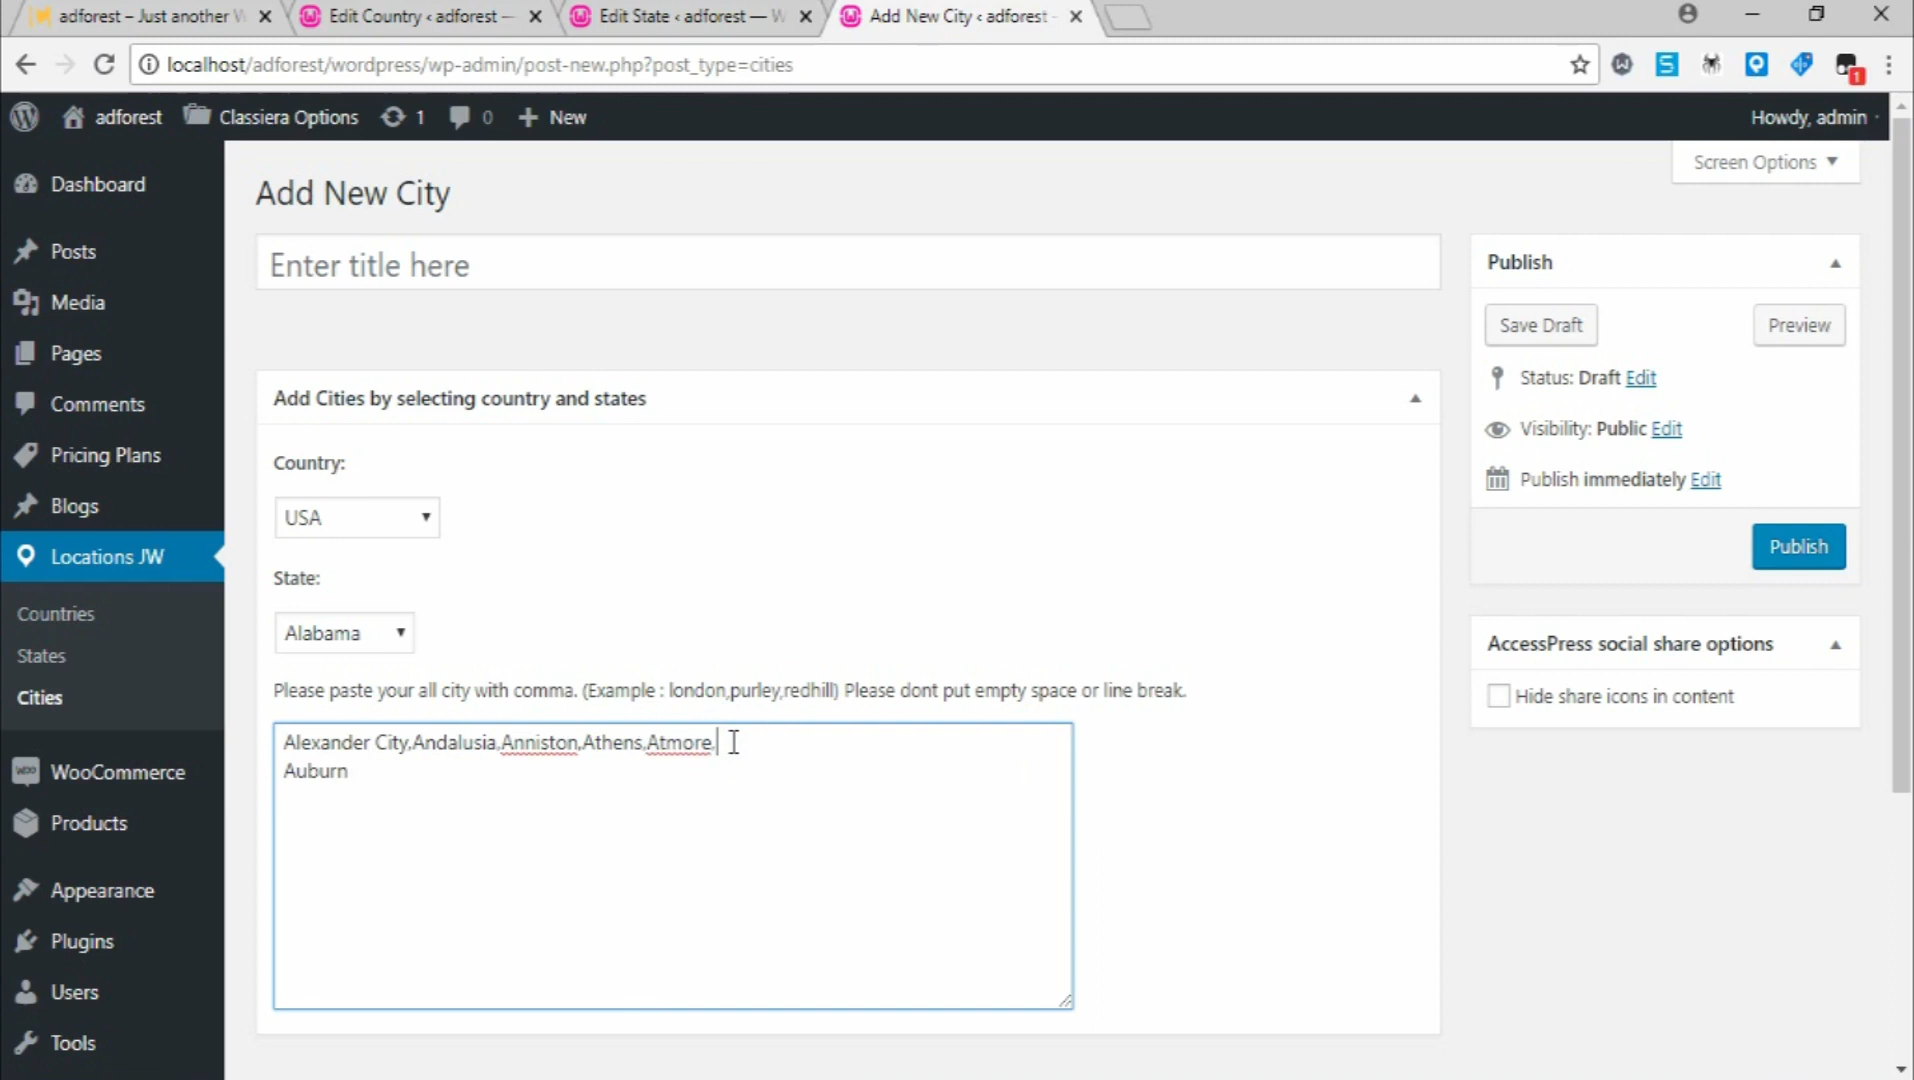 adforest – Just another W
Edit Country ‹ adforest —
Edit State ‹ adforest — W
Add New City ‹ adforest -
localhost/adforest/wordpress/wp-admin/post-new.php?post_type=cities
1
adforest
Classiera Options
1
0
New
Howdy, admin
Screen Options
Dashboard
Posts
Media
Pages
Comments
Pricing Plans
Blogs
Locations JW
Countries
States
Cities
WooCommerce
Products
Appearance
Plugins
Users
Tools
Add New City
Enter title here
Add Cities by selecting country and states
Country:
USA
State:
Alabama
Please paste your all city with comma. (Example : london,purley,redhill) Please dont put empty space or line break.
Alexander City,Andalusia,Anniston,Athens,Atmore,
Auburn
Publish
Save Draft
Preview
Status: Draft Edit
Visibility: Public Edit
Publish immediately Edit
Publish
AccessPress social share options
Hide share icons in content